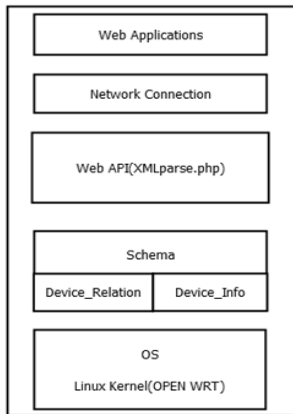 Web Applications
Network Connection
Web API(XMLparse.php)
Schema
Device_Relation Device_Info
OS
Linux Kernel(OPEN WRT)